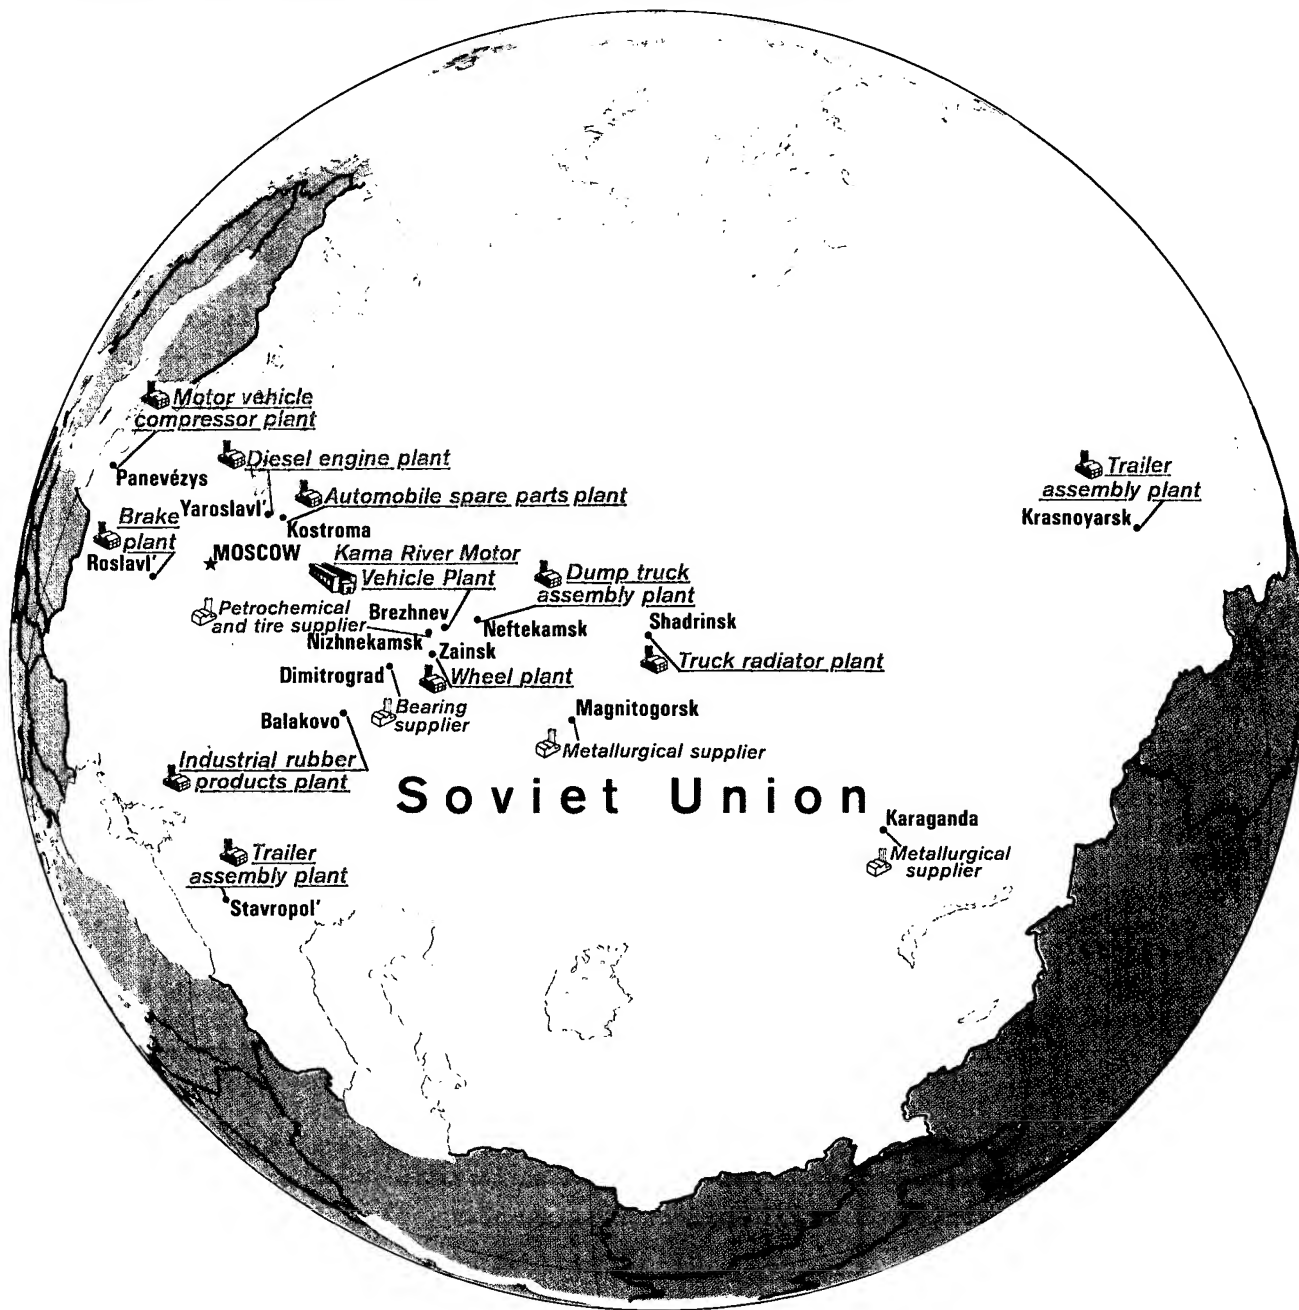 Motor vehicle
compressor plant
Panevézys
Diesel engine plant
Yaroslavl'
Automobile spare parts plant
Kostroma
Brake
plant
Roslavl'
MOSCOW
Kama River Motor
Vehicle Plant
Brezhnev
Petrochemical
and tire supplier
Nizhnekamsk
Dump truck
assembly plant
Neftekamsk
Shadrinsk
Truck radiator plant
Zainsk
Wheel plant
Dimitrograd
Bearing
supplier
Balakovo
Industrial rubber
products plant
Magnitogorsk
Metallurgical supplier
Trailer
assembly plant
Krasnoyarsk
Soviet Union
Karaganda
Metallurgical
supplier
Trailer
assembly plant
Stavropol'